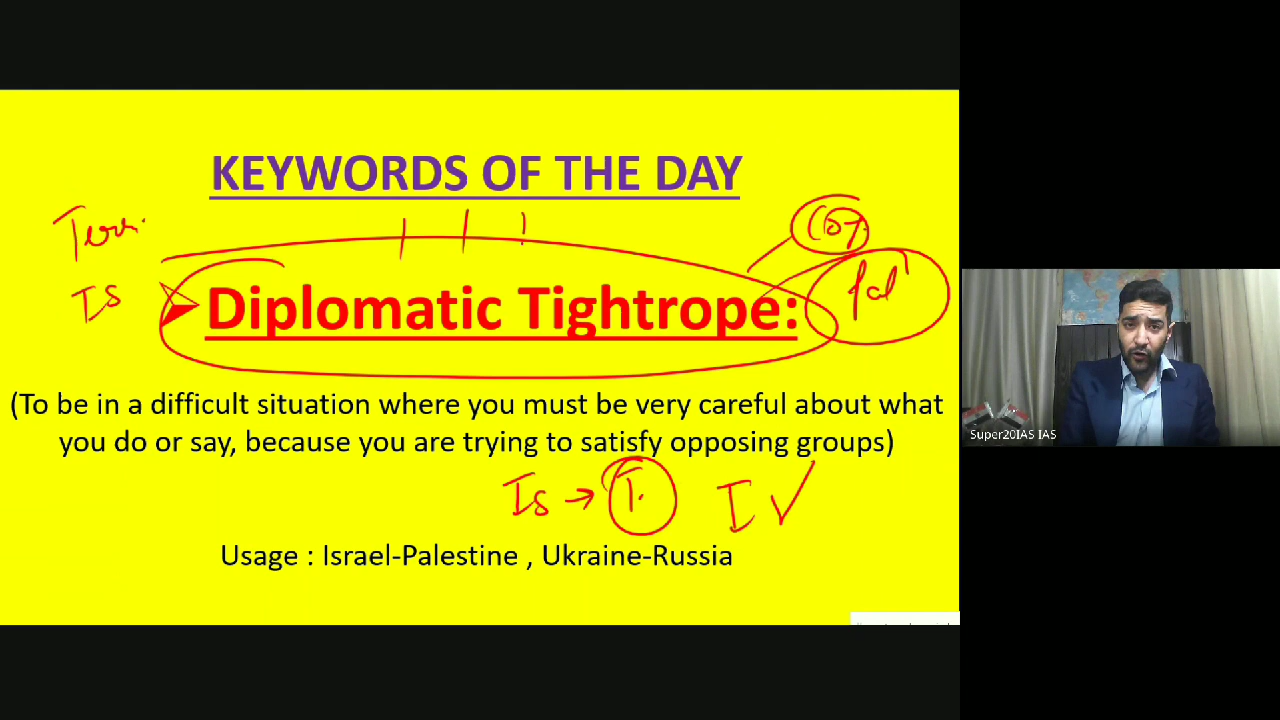 KEYWORDS OF THE DAY
Is
Diplomatic Tightrope:
(To be in a difficult situation where you must be very careful about what
you do or say, because you are trying to satisfy opposing groups)
Is → T. I ✓
Usage : Israel-Palestine , Ukraine-Russia
Super20IAS IAS